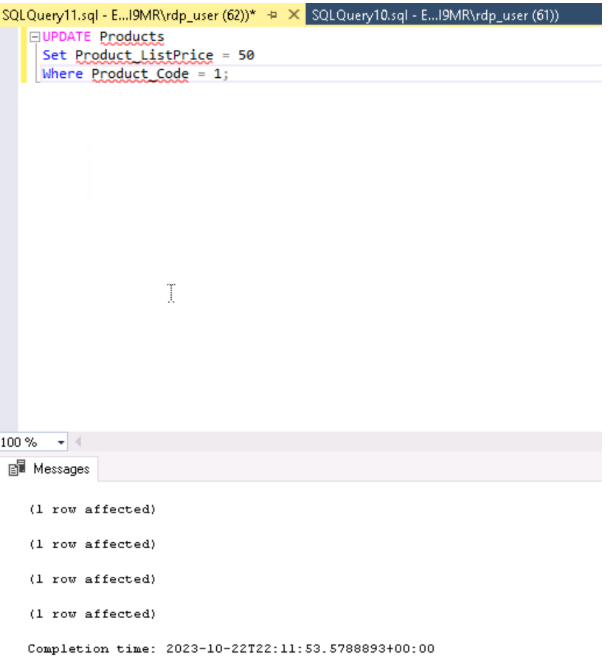 SQLQuery11.sql - E...I9MR\rdp_user (62))* SQLQuery10.sql - E...I9MR\rdp_user (61))
UPDATE Products
Set Product_ListPrice = 50
Where Product_Code = 1;
100 %
Messages
(1 row affected)
(1 row affected)
(1 row affected)
(1 row affected)
Completion time: 2023-10-22T22:11:53.5788893+00:00